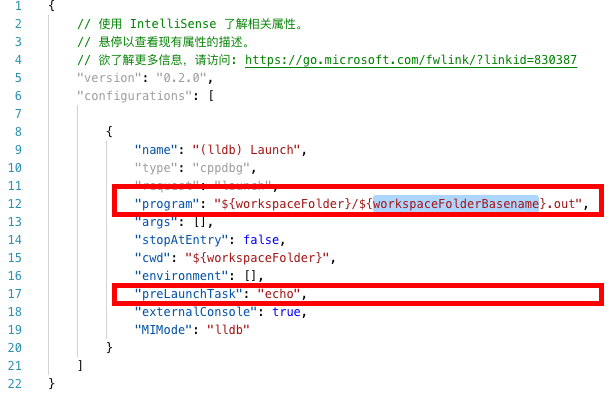 1 {
2 // 使用 IntelliSense 了解相关属性。
3 // 悬停以查看现有属性的描述。
4 // 欲了解更多信息，请访问: https://go.microsoft.com/fwlink/?linkid=830387
5 "version": "0.2.0",
6 "configurations": [
7
8 {
9 "name": "(lldb) Launch",
10 "type": "cppdbg",
11 "request": "launch",
12 "program": "${workspaceFolder}/${workspaceFolderBasename}.out",
13 "args": [],
14 "stopAtEntry": false,
15 "cwd": "${workspaceFolder}",
16 "environment": [],
17 "preLaunchTask": "echo",
18 "externalConsole": true,
19 "MIMode": "lldb"
20 }
21 ]
22 }